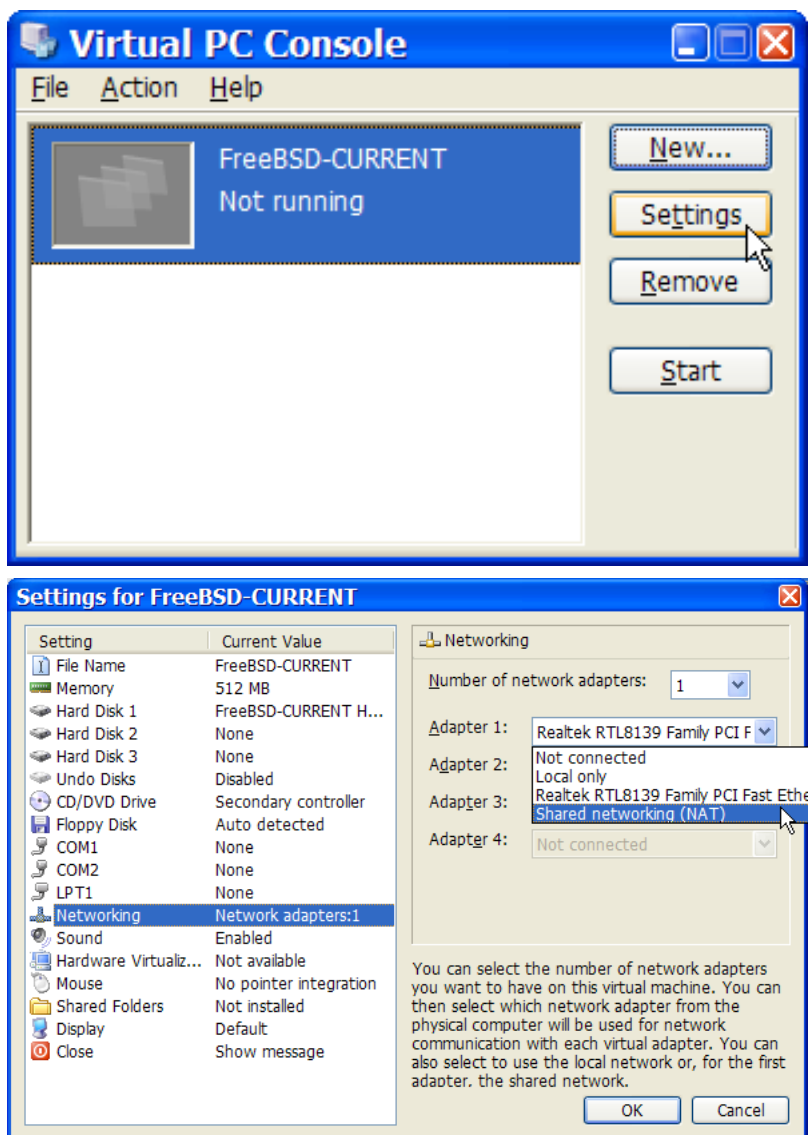 Virtual PC Console
File Action Help
FreeBSD-CURRENT
Not running
New...
Settings
Remove
Start
Settings for FreeBSD-CURRENT
Setting Current Value
File Name FreeBSD-CURRENT
Memory 512 MB
Hard Disk 1 FreeBSD-CURRENT H...
Hard Disk 2 None
Hard Disk 3 None
Undo Disks Disabled
CD/DVD Drive Secondary controller
Floppy Disk Auto detected
COM1 None
COM2 None
LPT1 None
Networking Network adapters:1
Sound Enabled
Hardware Virtualiz... Not available
Mouse No pointer integration
Shared Folders Not installed
Display Default
Close Show message
Networking
Number of network adapters: 1
Adapter 1: Realtek RTL8139 Family PCI F
Not connected
Adapter 2:
Local only
Realtek RTL8139 Family PCI Fast Ethe
Adapter 3:
Shared networking (NAT)
Adapter 4: Not connected
You can select the number of network adapters
you want to have on this virtual machine. You can
then select which network adapter from the
physical computer will be used for network
communication with each virtual adapter. You can
also select to use the local network or, for the first
adapter, the shared network.
OK Cancel